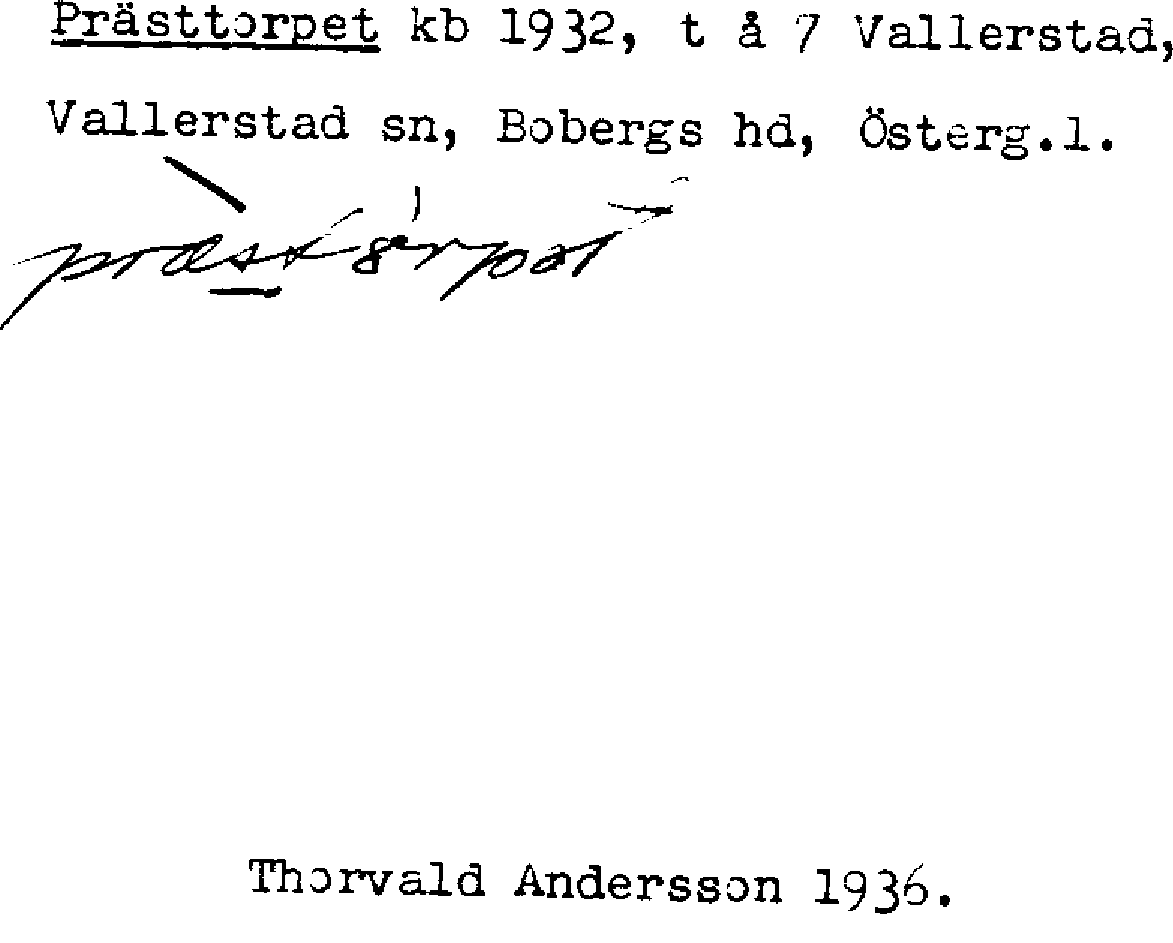 Prästtorpet kb 1932, t å 7 Vallerstad,
Vallerstad sn, Bobergs hd, Österg.l.
Thorvald Andersson 1936.